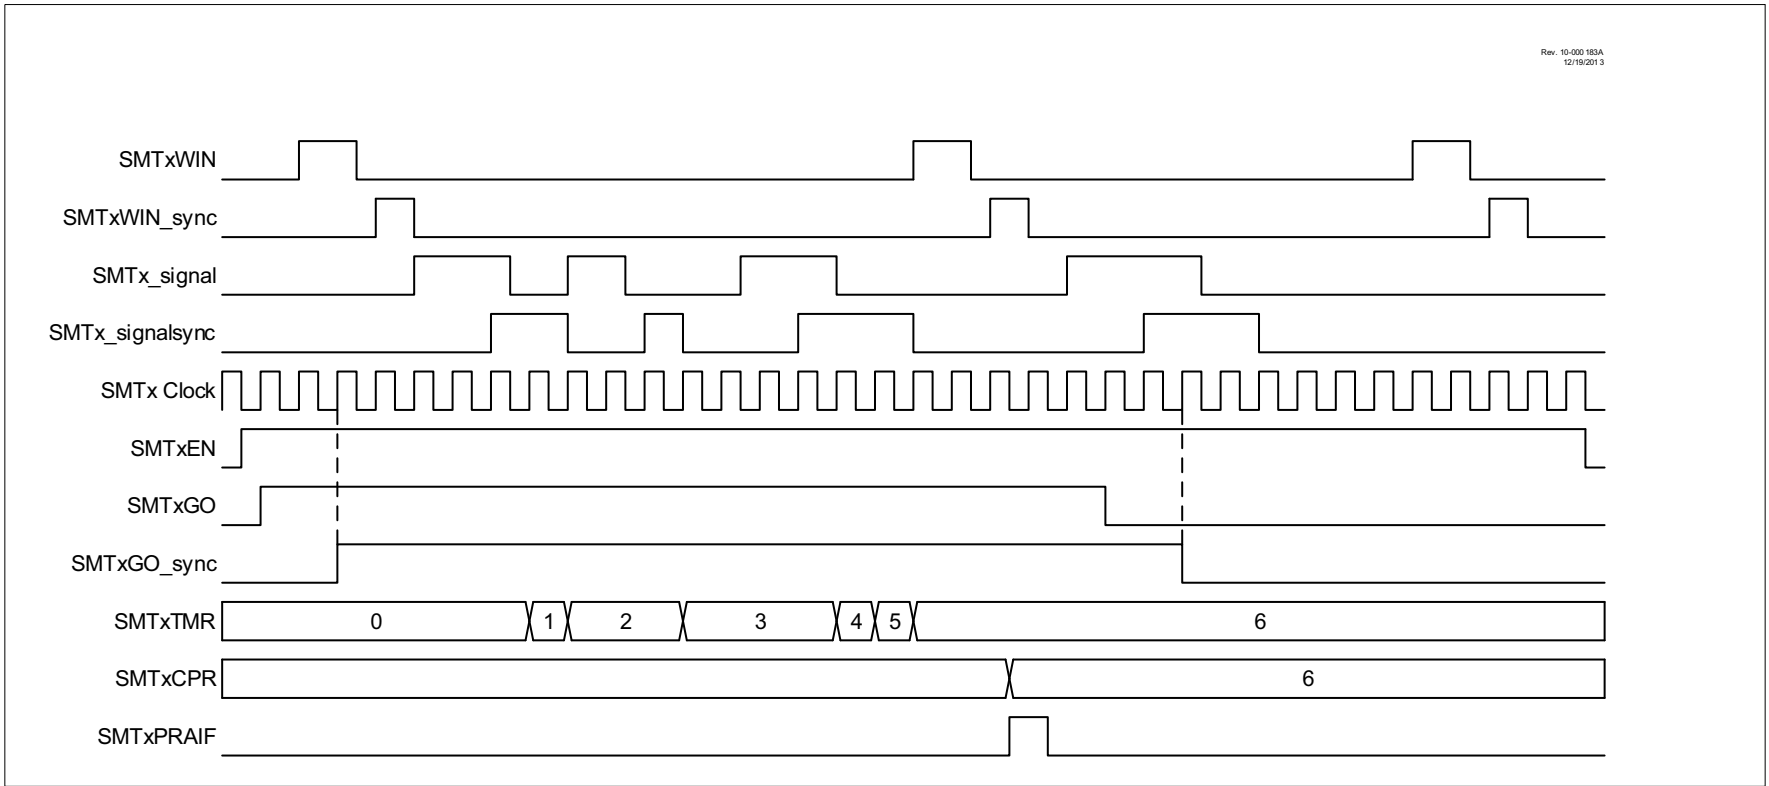 Rev. 10-000 183A
12/19/201 3
SMTxWIN
SMTxWIN_sync
SMTx_signal
SMTx_signalsync
SMTx Clock
SMTxEN
SMTxGO
SMTxGO_sync
SMTxTMR 0 1 2 3 4 5 6
SMTxCPR 6
SMTxPRAIF